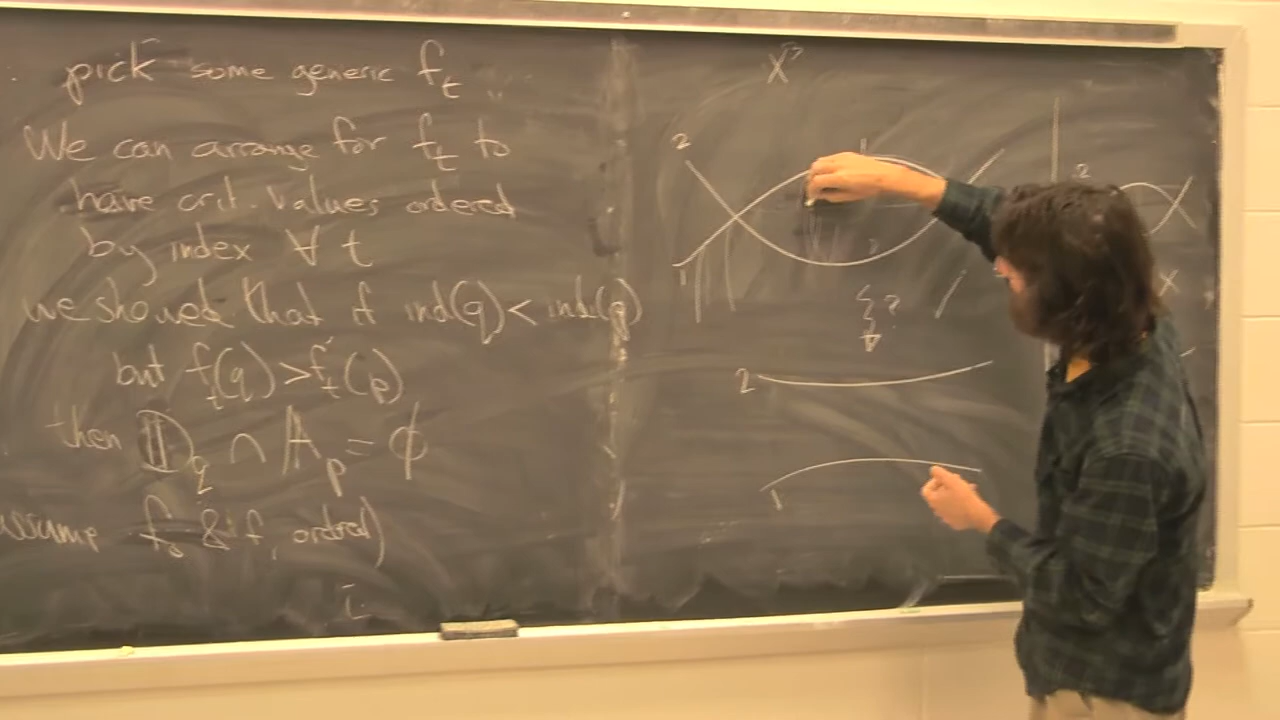 pick some generic f_t
We can arrange for f_t to
have crit. values ordered
by index ∀ t
we showed that if ind(q) < ind(p)
but f_t(q) > f_t(p)
then D_q ∩ A_p = ∅
assume f_0 & f_1 ordered)
X
2
1
?
2
1
2
x